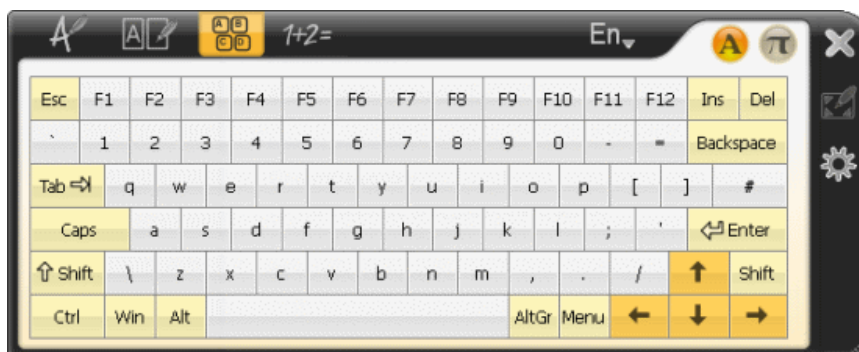 A A A B C D 1+2= En A π
Esc F1 F2 F3 F4 F5 F6 F7 F8 F9 F10 F11 F12 Ins Del
` 1 2 3 4 5 6 7 8 9 0 - = Backspace
Tab q w e r t y u i o p [ ] #
Caps a s d f g h j k l ; ' Enter
Shift \ z x c v b n m , . / Shift
Ctrl Win Alt AltGr Menu